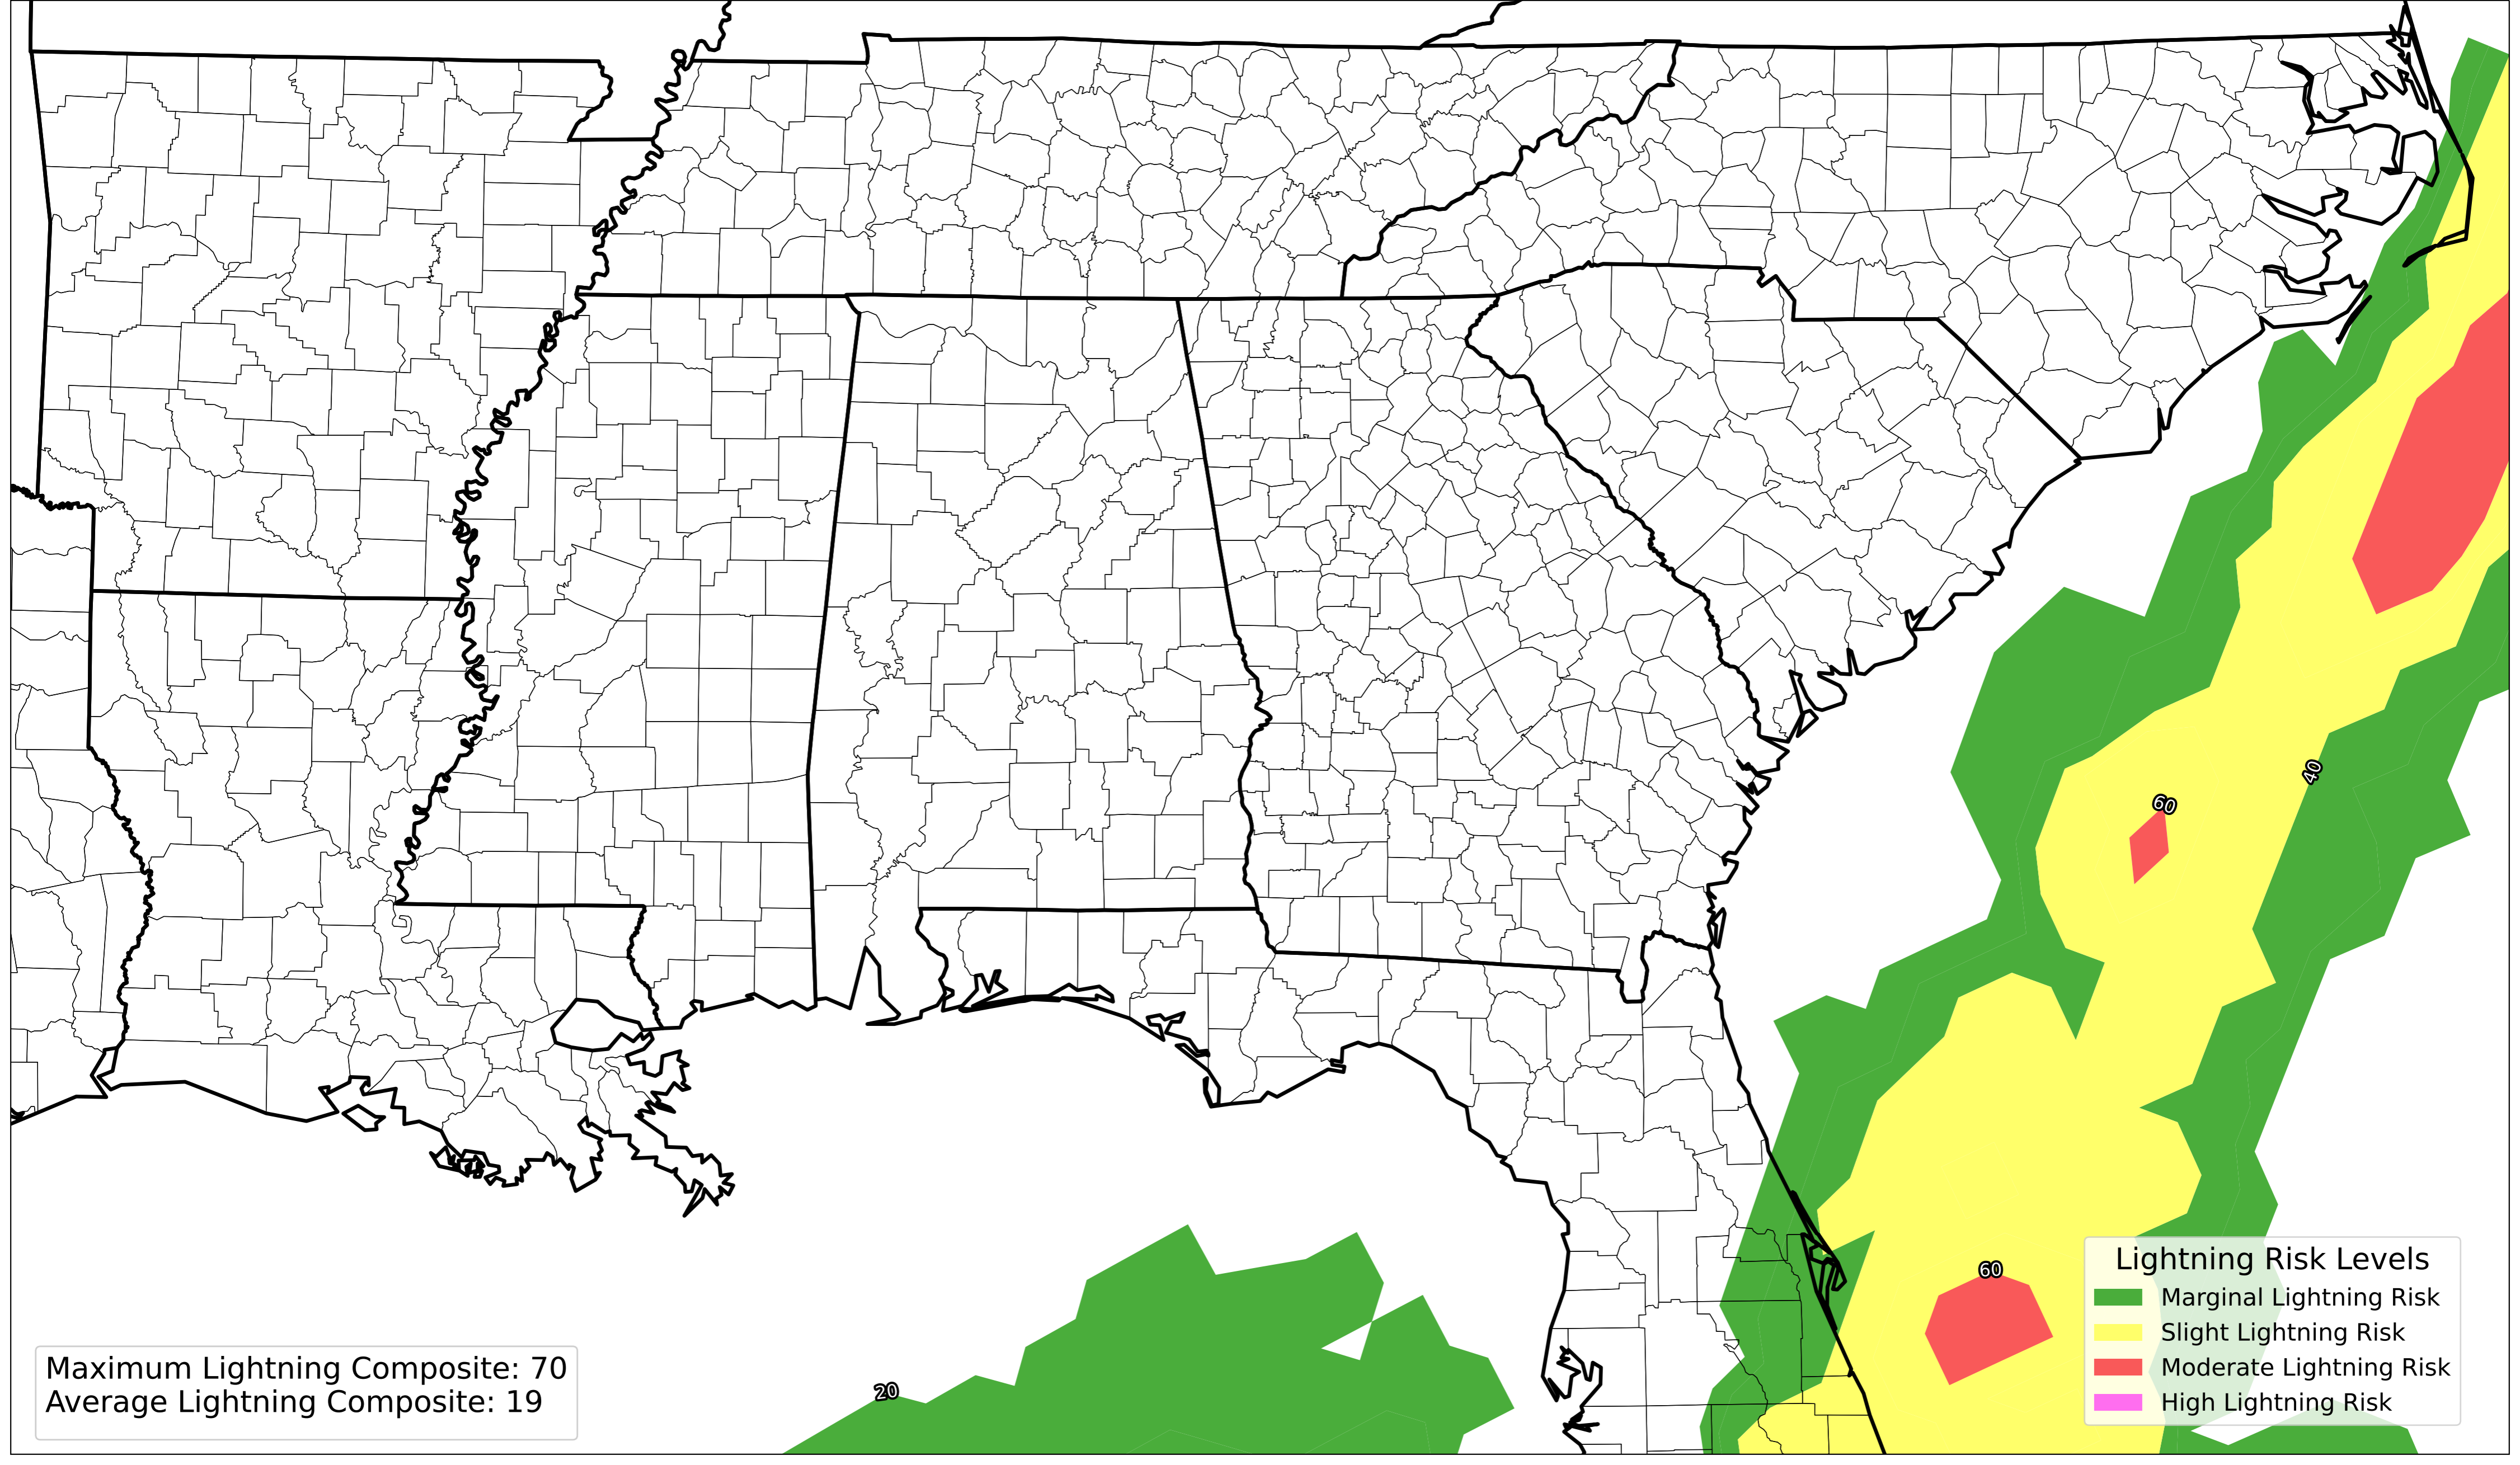 40
60
60
20
Lightning Risk Levels
Marginal Lightning Risk
Slight Lightning Risk
Moderate Lightning Risk
High Lightning Risk
Maximum Lightning Composite: 70
Average Lightning Composite: 19